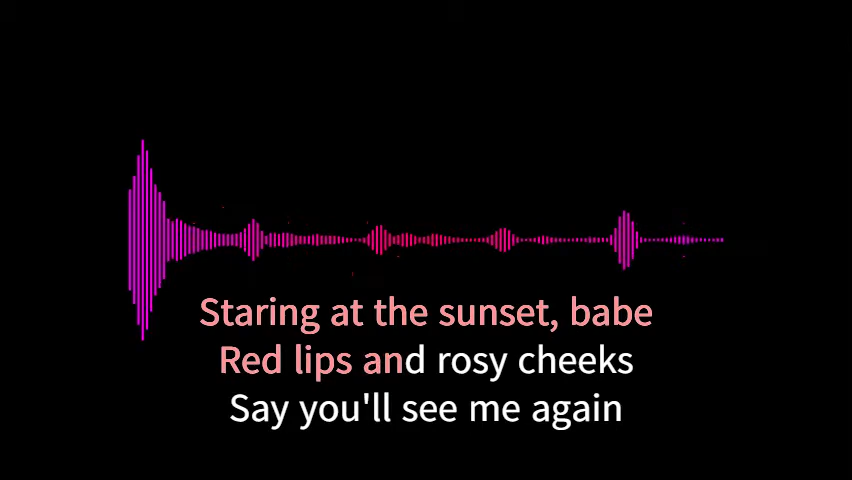 Staring at the sunset, babe
Red lips and rosy cheeks
Say you'll see me again